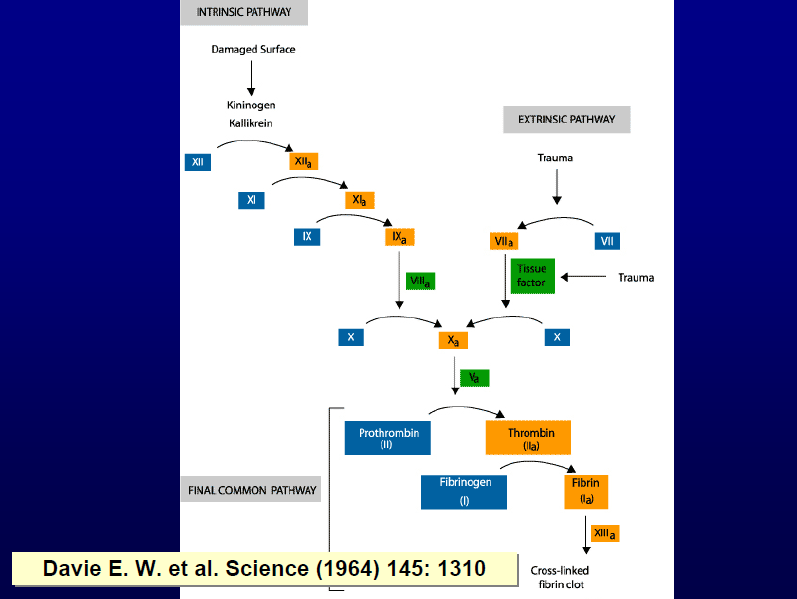 INTRINSIC PATHWAY
Damaged Surface
Kininogen
Kallikrein
EXTRINSIC PATHWAY
Trauma
XII
XIIa
XI
XIa
IX
IXa
VIIa
VII
VIIIa
Tissue
factor
Trauma
X
Xa
X
Va
Prothrombin
(II)
Thrombin
(IIa)
Fibrinogen
(I)
Fibrin
(Ia)
FINAL COMMON PATHWAY
XIIIa
Cross-linked
fibrin clot
Davie E. W. et al. Science (1964) 145: 1310